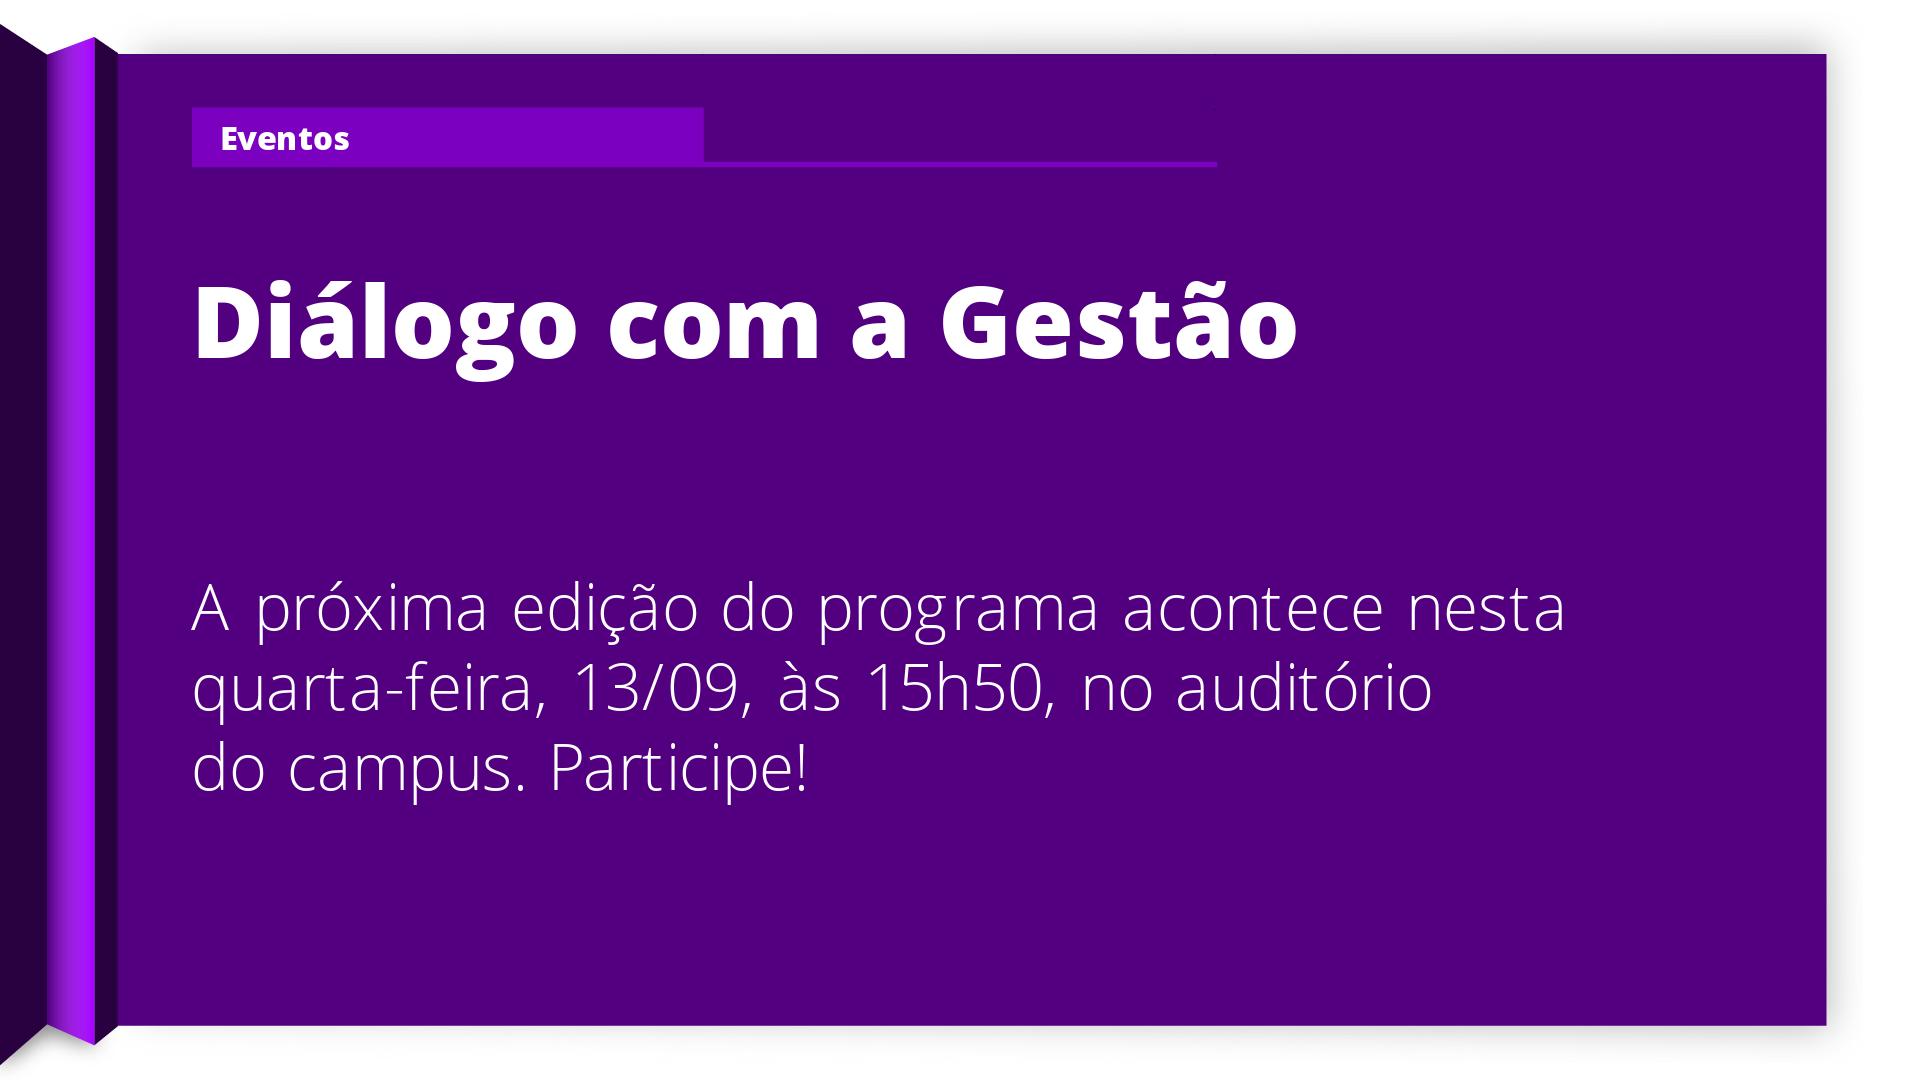 Eventos
Diálogo com a Gestão
A próxima edição do programa acontece nesta
quarta-feira, 13/09, às 15h50, no auditório
do campus. Participe!